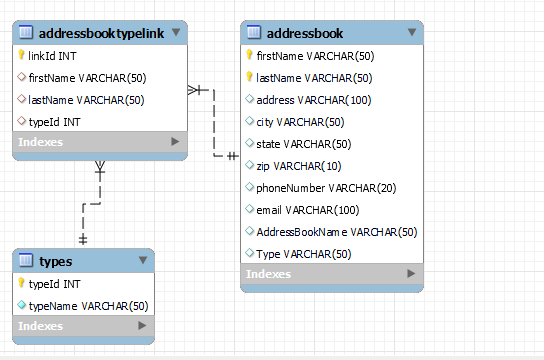 addressbooktypelink
linkId INT
firstName VARCHAR(50)
lastName VARCHAR(50)
typeId INT
Indexes
addressbook
firstName VARCHAR(50)
lastName VARCHAR(50)
address VARCHAR(100)
city VARCHAR(50)
state VARCHAR(50)
zip VARCHAR(10)
phoneNumber VARCHAR(20)
email VARCHAR(100)
AddressBookName VARCHAR(50)
Type VARCHAR(50)
Indexes
types
typeId INT
typeName VARCHAR(50)
Indexes